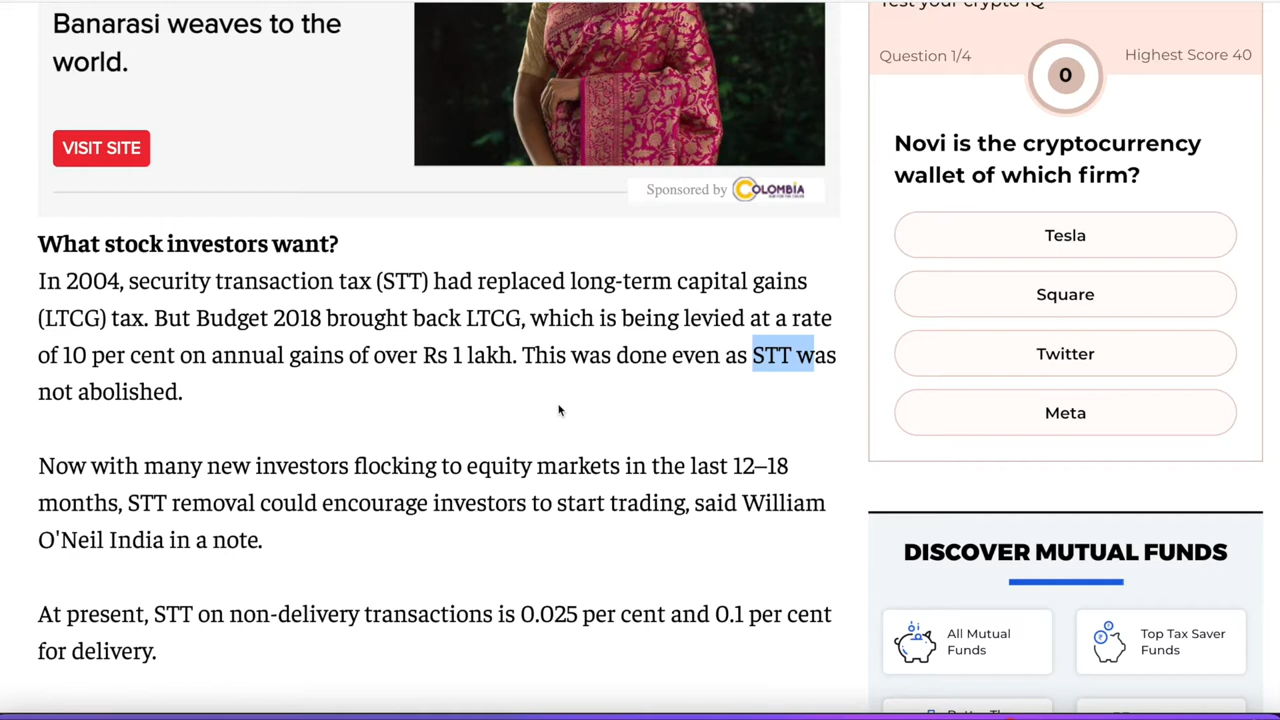 Banarasi weaves to the
world.
VISIT SITE
Sponsored by COLOMBIA
What stock investors want?
In 2004, security transaction tax (STT) had replaced long-term capital gains
(LTCG) tax. But Budget 2018 brought back LTCG, which is being levied at a rate
of 10 per cent on annual gains of over Rs 1 lakh. This was done even as STT was
not abolished.
Now with many new investors flocking to equity markets in the last 12–18
months, STT removal could encourage investors to start trading, said William
O'Neil India in a note.
At present, STT on non-delivery transactions is 0.025 per cent and 0.1 per cent
for delivery.
Test your crypto IQ
Question 1/4
0
Highest Score 40
Novi is the cryptocurrency
wallet of which firm?
Tesla
Square
Twitter
Meta
DISCOVER MUTUAL FUNDS
All Mutual
Funds
Top Tax Saver
Funds